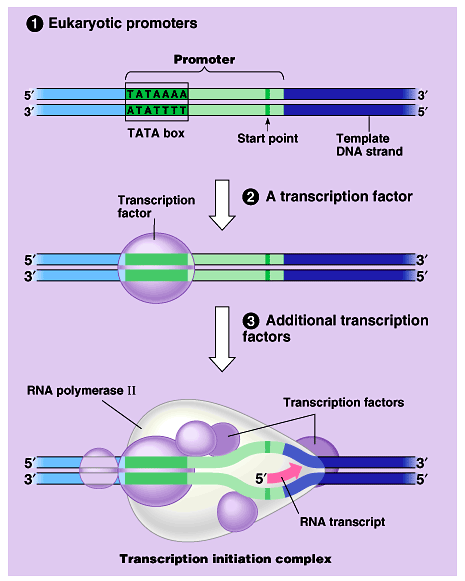 1 Eukaryotic promoters
Promoter
5′ TATAAAA 3′
3′ ATATTTT 5′
TATA box
Start point
Template
DNA strand
Transcription
factor
2 A transcription factor
5′ 3′
3′ 5′
3 Additional transcription
factors
RNA polymerase II
Transcription factors
5′ 3′
3′ 5′ 5′
RNA transcript
Transcription initiation complex